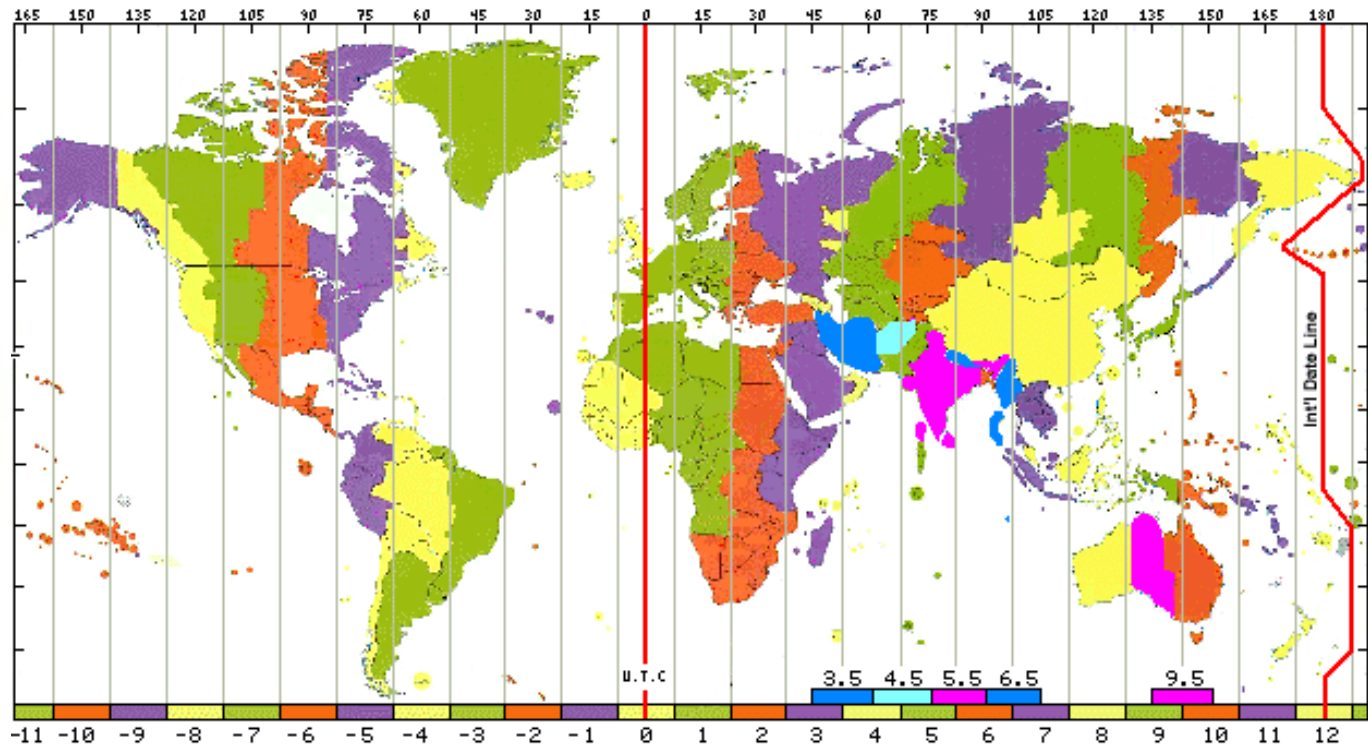 165 150 135 120 105 90 75 60 45 30 15 0 15 30 45 60 75 90 105 120 135 150 165 180
Int'l Date Line
U.T.C
3.5 4.5 5.5 6.5 9.5
-11 -10 -9 -8 -7 -6 -5 -4 -3 -2 -1 0 1 2 3 4 5 6 7 8 9 10 11 12